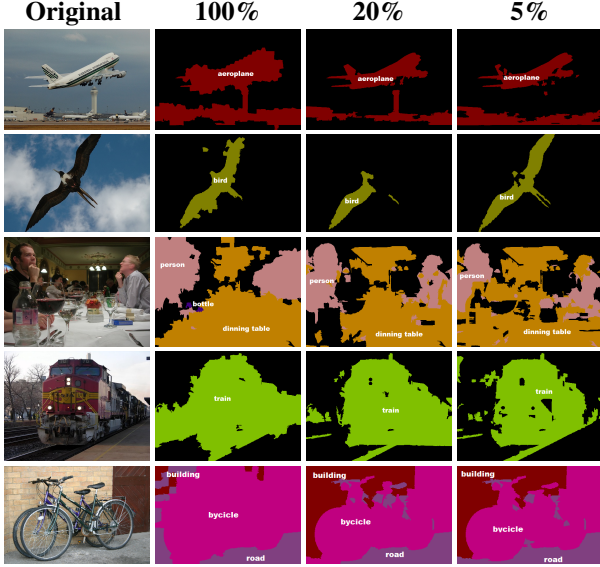 Original 100% 20% 5%
aeroplane aeroplane aeroplane
bird bird bird
person person person
bottle
dinning table dinning table dinning table
train train train
building building building
bycicle bycicle bycicle
road road